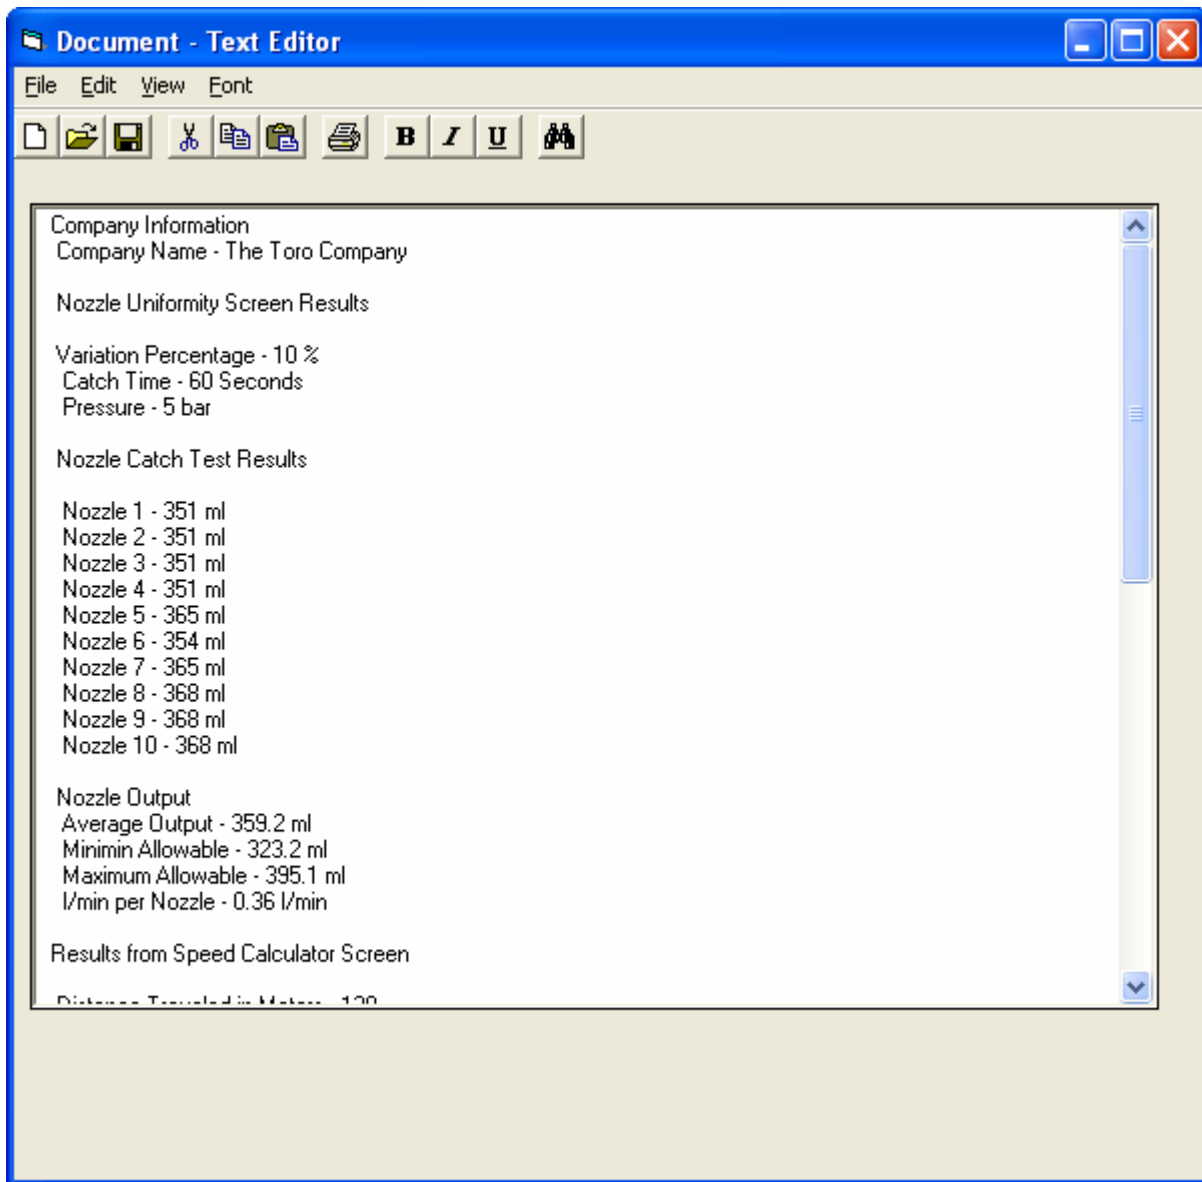 Document - Text Editor
File Edit View Font
B I U
Company Information
Company Name - The Toro Company
Nozzle Uniformity Screen Results
Variation Percentage - 10 %
Catch Time - 60 Seconds
Pressure - 5 bar
Nozzle Catch Test Results
Nozzle 1 - 351 ml
Nozzle 2 - 351 ml
Nozzle 3 - 351 ml
Nozzle 4 - 351 ml
Nozzle 5 - 365 ml
Nozzle 6 - 354 ml
Nozzle 7 - 365 ml
Nozzle 8 - 368 ml
Nozzle 9 - 368 ml
Nozzle 10 - 368 ml
Nozzle Output
Average Output - 359.2 ml
Minimin Allowable - 323.2 ml
Maximum Allowable - 395.1 ml
l/min per Nozzle - 0.36 l/min
Results from Speed Calculator Screen
Distance Traveled in Meters